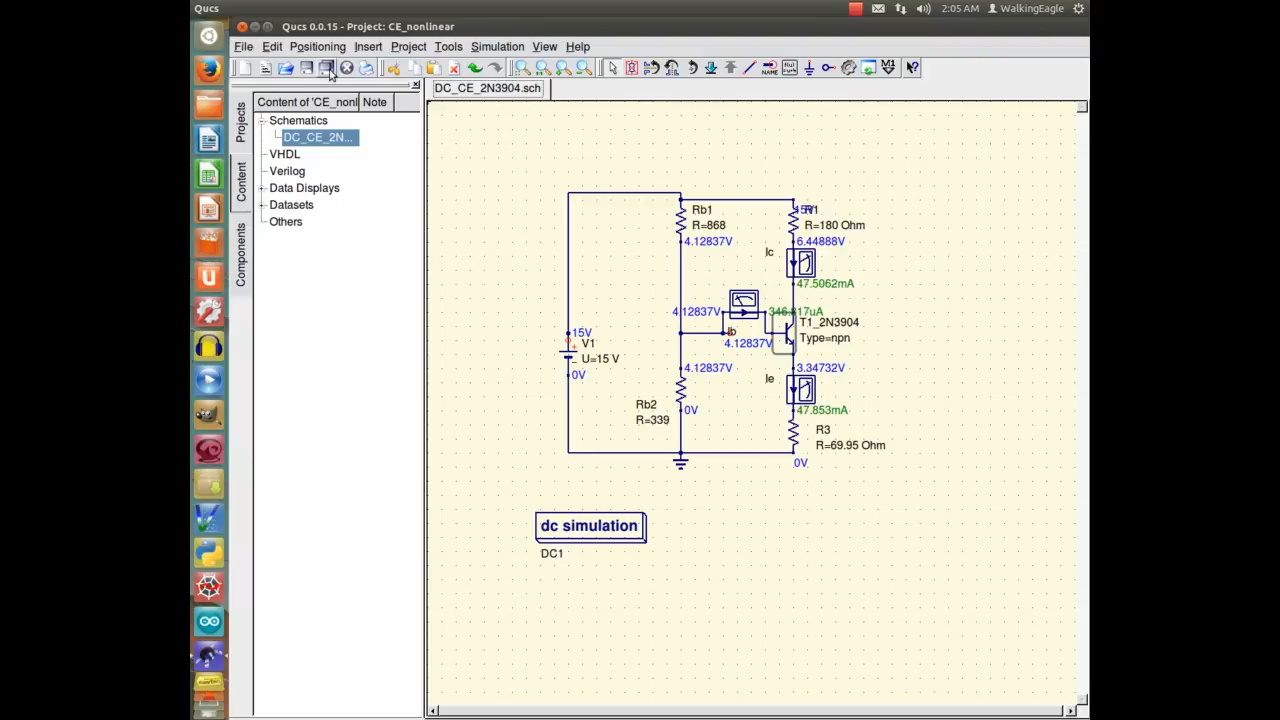 Qucs
2:05 AM
WalkingEagle
Qucs 0.0.15 - Project: CE_nonlinear
File Edit Positioning Insert Project Tools Simulation View Help
NAME
DC_CE_2N3904.sch
Projects
Content
Components
Content of 'CE_nonl
Note
Schematics
DC_CE_2N...
VHDL
Verilog
Data Displays
Datasets
Others
Rb1
R=868
4.12837V
15V
R=180 Ohm
6.44888V
Ic
47.5062mA
4.12837V
Ib
4.12837V
T1_2N3904
Type=npn
15V
V1
U=15 V
0V
4.12837V
3.34732V
Ie
Rb2
R=339
0V
47.853mA
R3
R=69.95 Ohm
0V
dc simulation
DC1